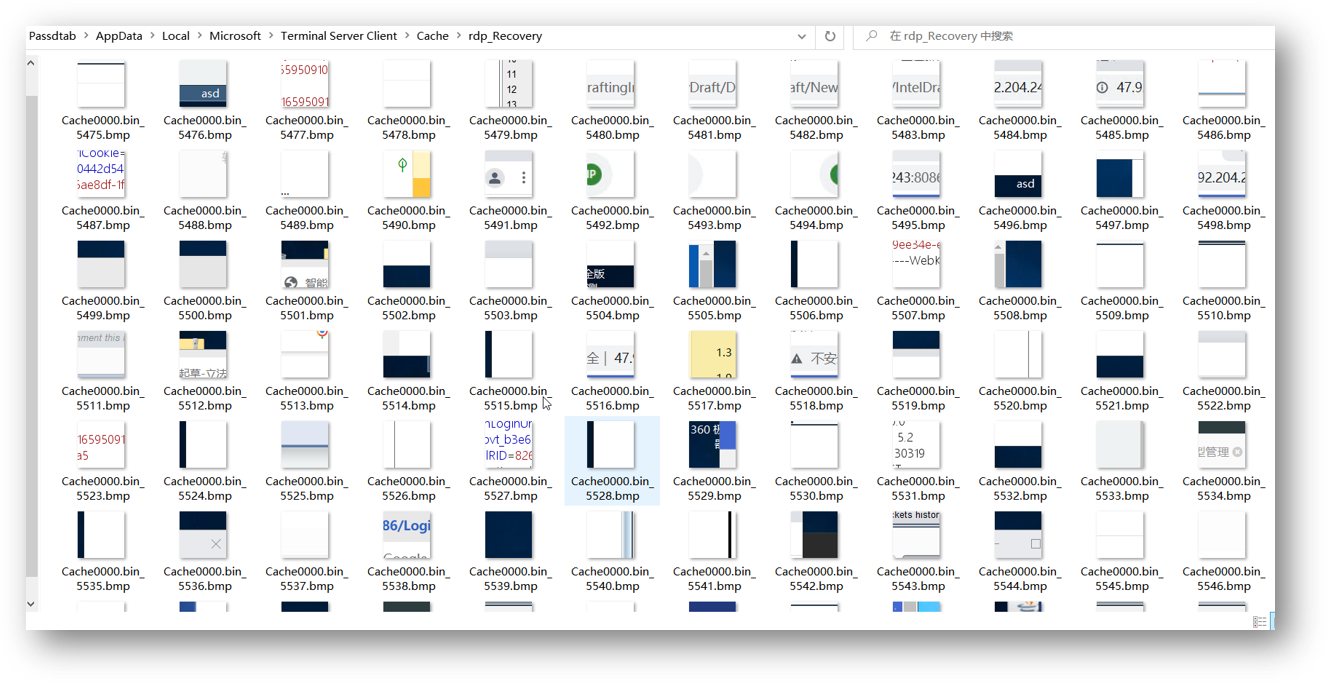 Passdtab > AppData > Local > Microsoft > Terminal Server Client > Cache > rdp_Recovery
在 rdp_Recovery 中搜索
asd
65950910
16595091
10
11
12
13
raftingIn
Draft/D
aft/New
/IntelDra
2.204.24
47.9
Cache0000.bin_5475.bmp
Cache0000.bin_5476.bmp
Cache0000.bin_5477.bmp
Cache0000.bin_5478.bmp
Cache0000.bin_5479.bmp
Cache0000.bin_5480.bmp
Cache0000.bin_5481.bmp
Cache0000.bin_5482.bmp
Cache0000.bin_5483.bmp
Cache0000.bin_5484.bmp
Cache0000.bin_5485.bmp
Cache0000.bin_5486.bmp
Cookie=
0442d54
5ae8df-1f
...
IP
243:8086
asd
92.204.2
Cache0000.bin_5487.bmp
Cache0000.bin_5488.bmp
Cache0000.bin_5489.bmp
Cache0000.bin_5490.bmp
Cache0000.bin_5491.bmp
Cache0000.bin_5492.bmp
Cache0000.bin_5493.bmp
Cache0000.bin_5494.bmp
Cache0000.bin_5495.bmp
Cache0000.bin_5496.bmp
Cache0000.bin_5497.bmp
Cache0000.bin_5498.bmp
智能
全版
9ee34e-e
----WebK
Cache0000.bin_5499.bmp
Cache0000.bin_5500.bmp
Cache0000.bin_5501.bmp
Cache0000.bin_5502.bmp
Cache0000.bin_5503.bmp
Cache0000.bin_5504.bmp
Cache0000.bin_5505.bmp
Cache0000.bin_5506.bmp
Cache0000.bin_5507.bmp
Cache0000.bin_5508.bmp
Cache0000.bin_5509.bmp
Cache0000.bin_5510.bmp
nment this
起草-立法
全 | 47.9
1.3
不安
Cache0000.bin_5511.bmp
Cache0000.bin_5512.bmp
Cache0000.bin_5513.bmp
Cache0000.bin_5514.bmp
Cache0000.bin_5515.bmp
Cache0000.bin_5516.bmp
Cache0000.bin_5517.bmp
Cache0000.bin_5518.bmp
Cache0000.bin_5519.bmp
Cache0000.bin_5520.bmp
Cache0000.bin_5521.bmp
Cache0000.bin_5522.bmp
16595091
a5
nLoginUr
ovt_b3e6
IRID=826
360 极
5.2
30319
型管理
Cache0000.bin_5523.bmp
Cache0000.bin_5524.bmp
Cache0000.bin_5525.bmp
Cache0000.bin_5526.bmp
Cache0000.bin_5527.bmp
Cache0000.bin_5528.bmp
Cache0000.bin_5529.bmp
Cache0000.bin_5530.bmp
Cache0000.bin_5531.bmp
Cache0000.bin_5532.bmp
Cache0000.bin_5533.bmp
Cache0000.bin_5534.bmp
86/Logi
Google
ckets histor
Cache0000.bin_5535.bmp
Cache0000.bin_5536.bmp
Cache0000.bin_5537.bmp
Cache0000.bin_5538.bmp
Cache0000.bin_5539.bmp
Cache0000.bin_5540.bmp
Cache0000.bin_5541.bmp
Cache0000.bin_5542.bmp
Cache0000.bin_5543.bmp
Cache0000.bin_5544.bmp
Cache0000.bin_5545.bmp
Cache0000.bin_5546.bmp